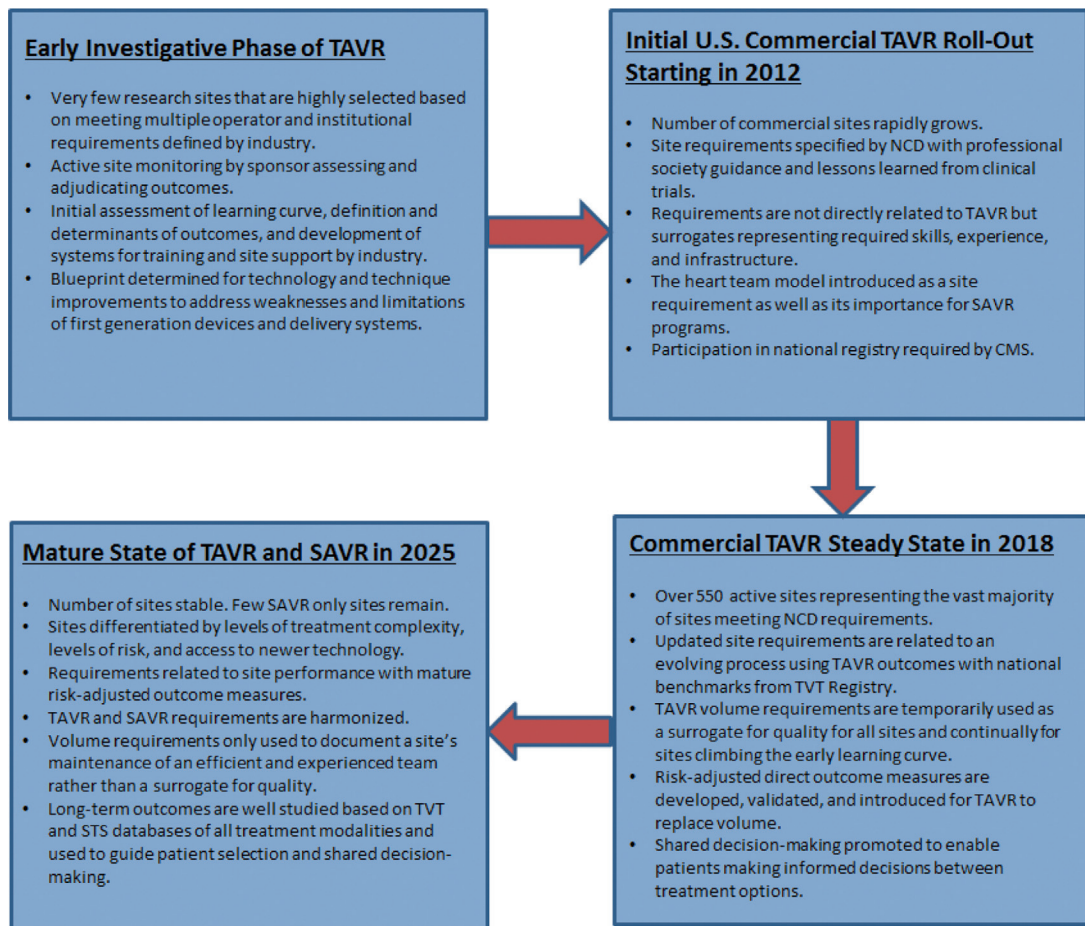 Early Investigative Phase of TAVR
• Very few research sites that are highly selected based
on meeting multiple operator and institutional
requirements defined by industry.
• Active site monitoring by sponsor assessing and
adjudicating outcomes.
• Initial assessment of learning curve, definition and
determinants of outcomes, and development of
systems for training and site support by industry.
• Blueprint determined for technology and technique
improvements to address weaknesses and limitations
of first generation devices and delivery systems.
Initial U.S. Commercial TAVR Roll-Out
Starting in 2012
• Number of commercial sites rapidly grows.
• Site requirements specified by NCD with professional
society guidance and lessons learned from clinical
trials.
• Requirements are not directly related to TAVR but
surrogates representing required skills, experience,
and infrastructure.
• The heart team model introduced as a site
requirement as well as its importance for SAVR
programs.
• Participation in national registry required by CMS.
Commercial TAVR Steady State in 2018
• Over 550 active sites representing the vast majority
of sites meeting NCD requirements.
• Updated site requirements are related to an
evolving process using TAVR outcomes with national
benchmarks from TVT Registry.
• TAVR volume requirements are temporarily used as
a surrogate for quality for all sites and continually for
sites climbing the early learning curve.
• Risk-adjusted direct outcome measures are
developed, validated, and introduced for TAVR to
replace volume.
• Shared decision-making promoted to enable
patients making informed decisions between
treatment options.
Mature State of TAVR and SAVR in 2025
• Number of sites stable. Few SAVR only sites remain.
• Sites differentiated by levels of treatment complexity,
levels of risk, and access to newer technology.
• Requirements related to site performance with mature
risk-adjusted outcome measures.
• TAVR and SAVR requirements are harmonized.
• Volume requirements only used to document a site's
maintenance of an efficient and experienced team
rather than a surrogate for quality.
• Long-term outcomes are well studied based on TVT
and STS databases of all treatment modalities and
used to guide patient selection and shared decision-
making.